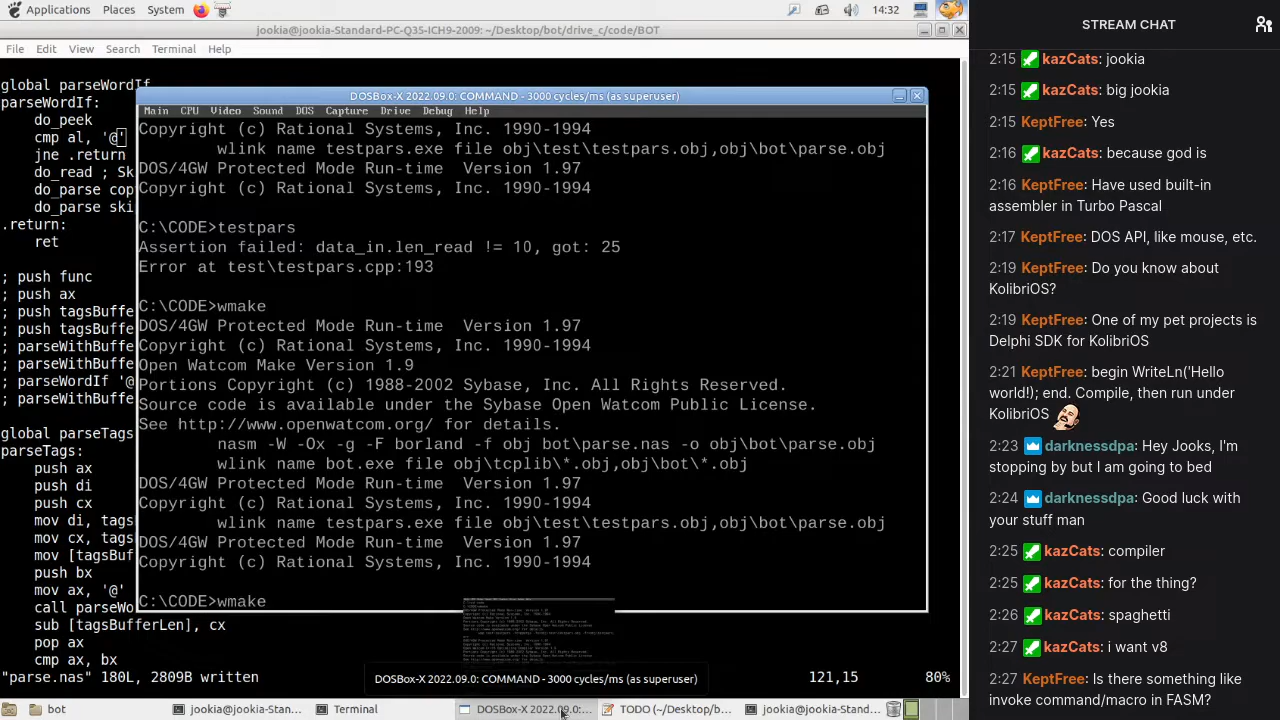 Applications Places System 14:32
jookia@jookia-Standard-PC-Q35-ICH9-2009: ~/Desktop/bot/drive_c/code/BOT
File Edit View Search Terminal Help
global parseWordIf
parseWordIf:
do_peek
cmp al, '@'
jne .return
do_read ; Sk
do_parse cop
do_parse ski
.return:
ret
; push func
; push ax
; push tagsBuffe
; push tagsBuffe
; parseWithBuffe
; parseWithBuffe
; parseWordIf '@
; parseWithBuffe
global parseTags
parseTags:
push ax
push di
push cx
mov di, tags
mov cx, tags
mov [tagsBuf
push bx
mov ax, '@'
call parseWo
sub [tagsBufferLen], cx
pop bx
cmp ax, bx
"parse.nas" 180L, 2809B written 121,15 80%
DOSBox-X 2022.09.0: COMMAND - 3000 cycles/ms (as superuser)
Main CPU Video Sound DOS Capture Drive Debug Help
Copyright (c) Rational Systems, Inc. 1990-1994
wlink name testpars.exe file obj\test\testpars.obj,obj\bot\parse.obj
DOS/4GW Protected Mode Run-time Version 1.97
Copyright (c) Rational Systems, Inc. 1990-1994
C:\CODE>testpars
Assertion failed: data_in.len_read != 10, got: 25
Error at test\testpars.cpp:193
C:\CODE>wmake
DOS/4GW Protected Mode Run-time Version 1.97
Copyright (c) Rational Systems, Inc. 1990-1994
Open Watcom Make Version 1.9
Portions Copyright (c) 1988-2002 Sybase, Inc. All Rights Reserved.
Source code is available under the Sybase Open Watcom Public License.
See http://www.openwatcom.org/ for details.
nasm -W -Ox -g -F borland -f obj bot\parse.nas -o obj\bot\parse.obj
wlink name bot.exe file obj\tcplib\*.obj,obj\bot\*.obj
DOS/4GW Protected Mode Run-time Version 1.97
Copyright (c) Rational Systems, Inc. 1990-1994
wlink name testpars.exe file obj\test\testpars.obj,obj\bot\parse.obj
DOS/4GW Protected Mode Run-time Version 1.97
Copyright (c) Rational Systems, Inc. 1990-1994
C:\CODE>wmake
DOSBox-X 2022.09.0: COMMAND - 3000 cycles/ms (as superuser)
bot jookia@jookia-Stan... Terminal DOSBox-X 2022.09.0:... TODO (~/Desktop/b... jookia@jookia-Stan...
STREAM CHAT
2:15 kazCats: jookia
2:15 kazCats: big jookia
2:15 KeptFree: Yes
2:16 kazCats: because god is
2:16 KeptFree: Have used built-in
assembler in Turbo Pascal
2:17 KeptFree: DOS API, like mouse, etc.
2:19 KeptFree: Do you know about
KolibriOS?
2:19 KeptFree: One of my pet projects is
Delphi SDK for KolibriOS
2:21 KeptFree: begin WriteLn('Hello
world!); end. Compile, then run under
KolibriOS
2:23 darknessdpa: Hey Jooks, I'm
stopping by but I am going to bed
2:24 darknessdpa: Good luck with
your stuff man
2:25 kazCats: compiler
2:25 kazCats: for the thing?
2:26 kazCats: spaghetti
2:27 kazCats: i want v8
2:27 KeptFree: Is there something like
invoke command/macro in FASM?